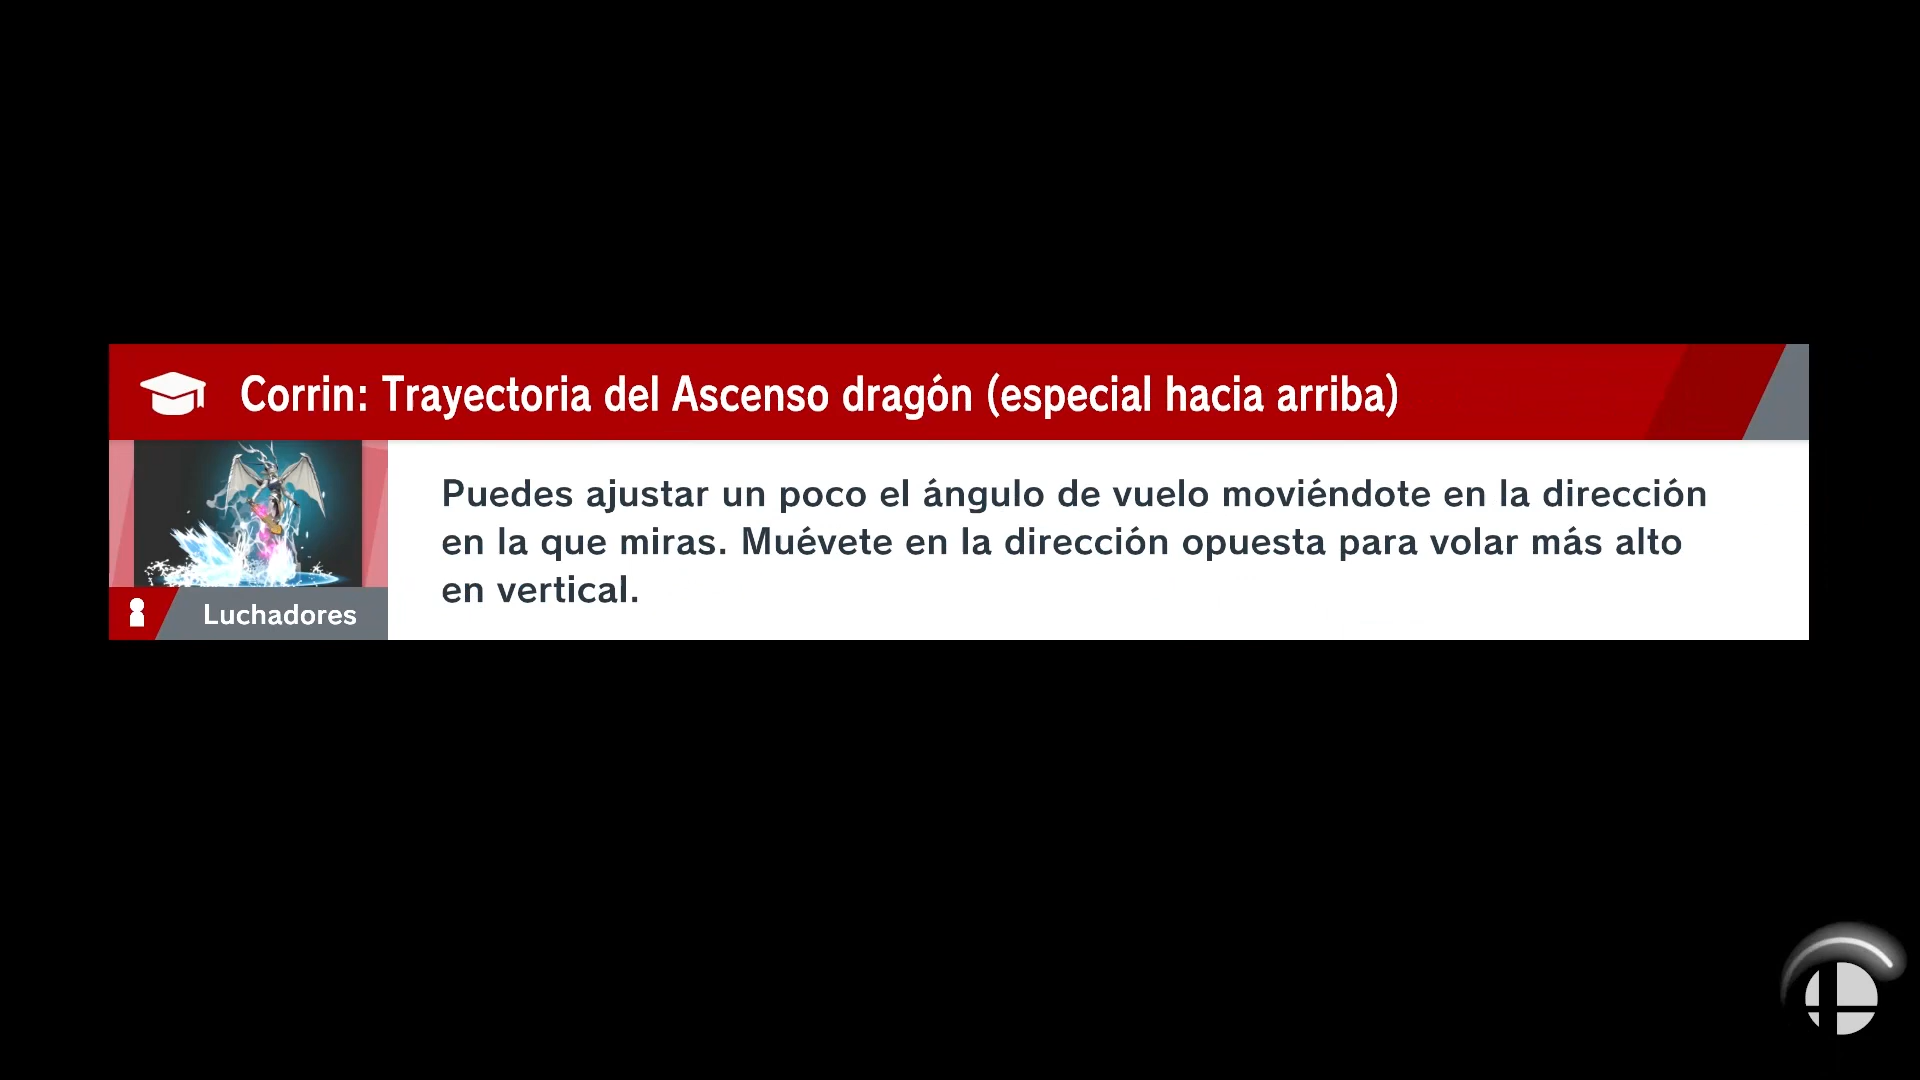 Corrin: Trayectoria del Ascenso dragón (especial hacia arriba)
Puedes ajustar un poco el ángulo de vuelo moviéndote en la dirección
en la que miras. Muévete en la dirección opuesta para volar más alto
en vertical.
Luchadores